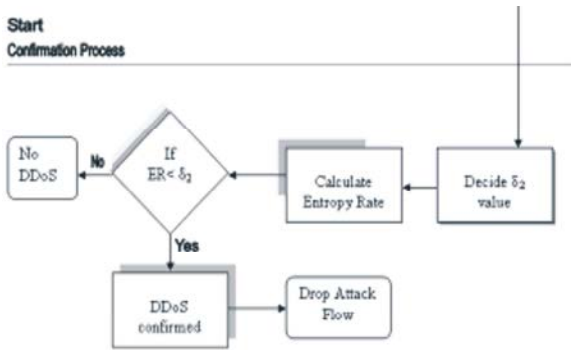 Start
Confirmation Process
No
DDoS
No
If
ER< δ₂
Calculate
Entropy Rate
Decide δ₂
value
Yes
DDoS
confirmed
Drop Attack
Flow